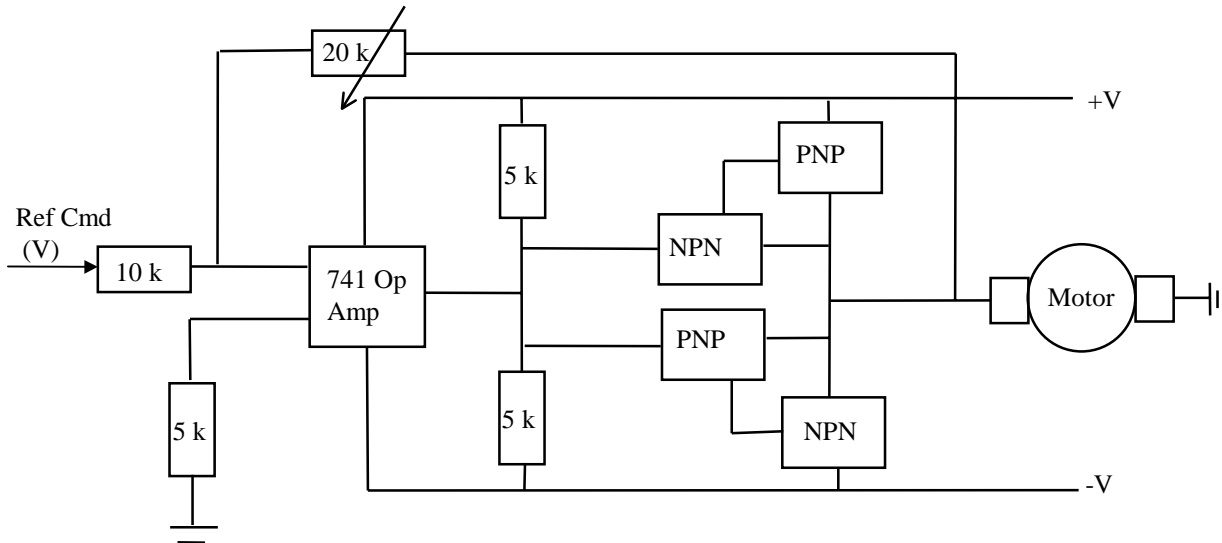 20 k
+V
PNP
5 k
Ref Cmd
(V)
NPN
10 k
741 Op
Amp
Motor
PNP
5 k
5 k
NPN
-V